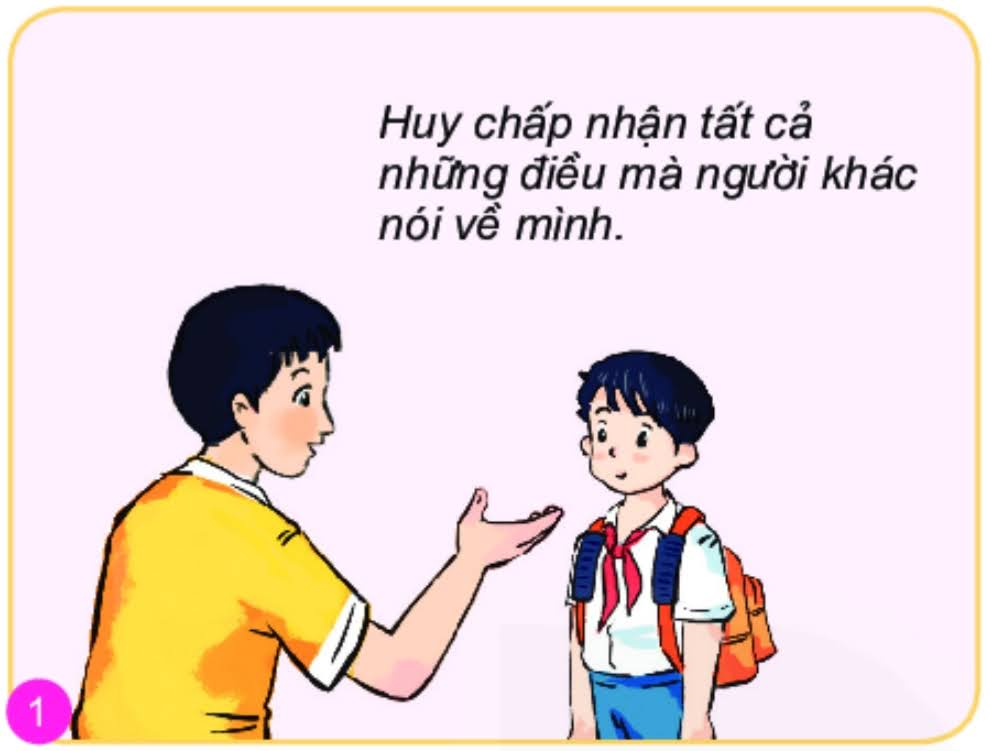 Huy chấp nhận tất cả
những điều mà người khác
nói về mình.
1